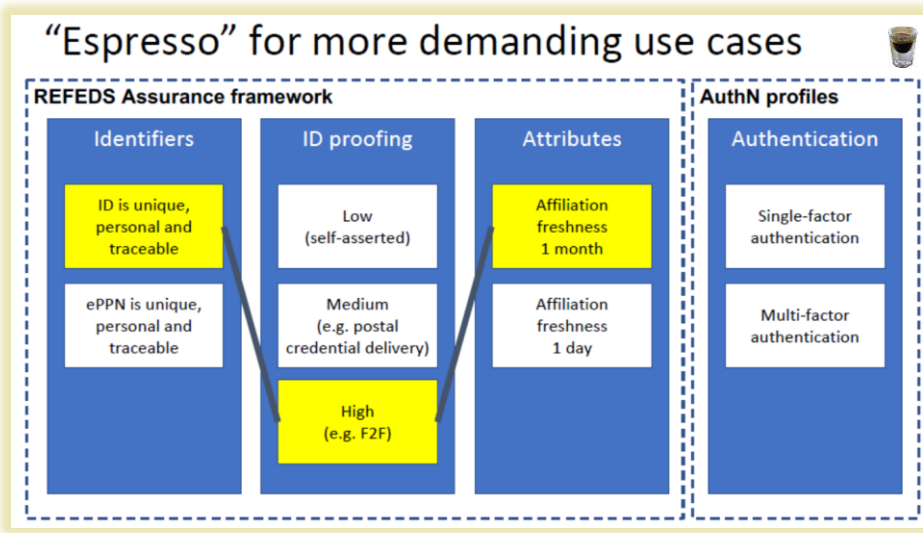 “Espresso” for more demanding use cases
REFEDS Assurance framework
AuthN profiles
Identifiers
ID is unique,
personal and
traceable
ePPN is unique,
personal and
traceable
ID proofing
Low
(self-asserted)
Medium
(e.g. postal
credential delivery)
High
(e.g. F2F)
Attributes
Affiliation
freshness
1 month
Affiliation
freshness
1 day
Authentication
Single-factor
authentication
Multi-factor
authentication